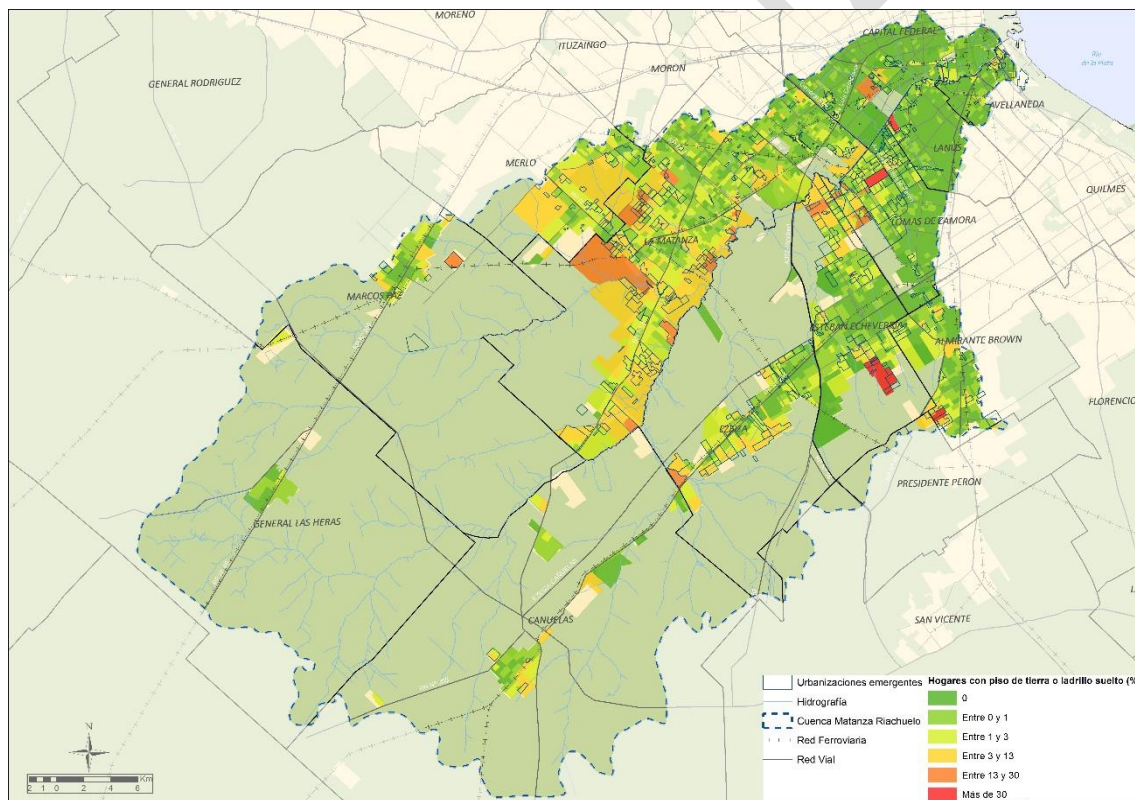 MORENO
CAPITAL FEDERAL
ITUZAINGO
MORON
GENERAL RODRIGUEZ
Río
de la Plata
AVELLANEDA
LANUS
MERLO
QUILMES
LOMAS DE ZAMORA
LA MATANZA
MARCOS PAZ
ESTEBAN ECHEVERRIA
ALMIRANTE BROWN
FLORENCIO
EZEIZA
PRESIDENTE PERON
GENERAL LAS HERAS
CAÑUELAS
SAN VICENTE
Urbanizaciones emergentes
Hidrografía
Cuenca Matanza Riachuelo
Red Ferroviaria
Red Vial
Hogares con piso de tierra o ladrillo suelto (%
0
Entre 0 y 1
Entre 1 y 3
Entre 3 y 13
Entre 13 y 30
Más de 30
N
Km
2 1 0 2 4 6